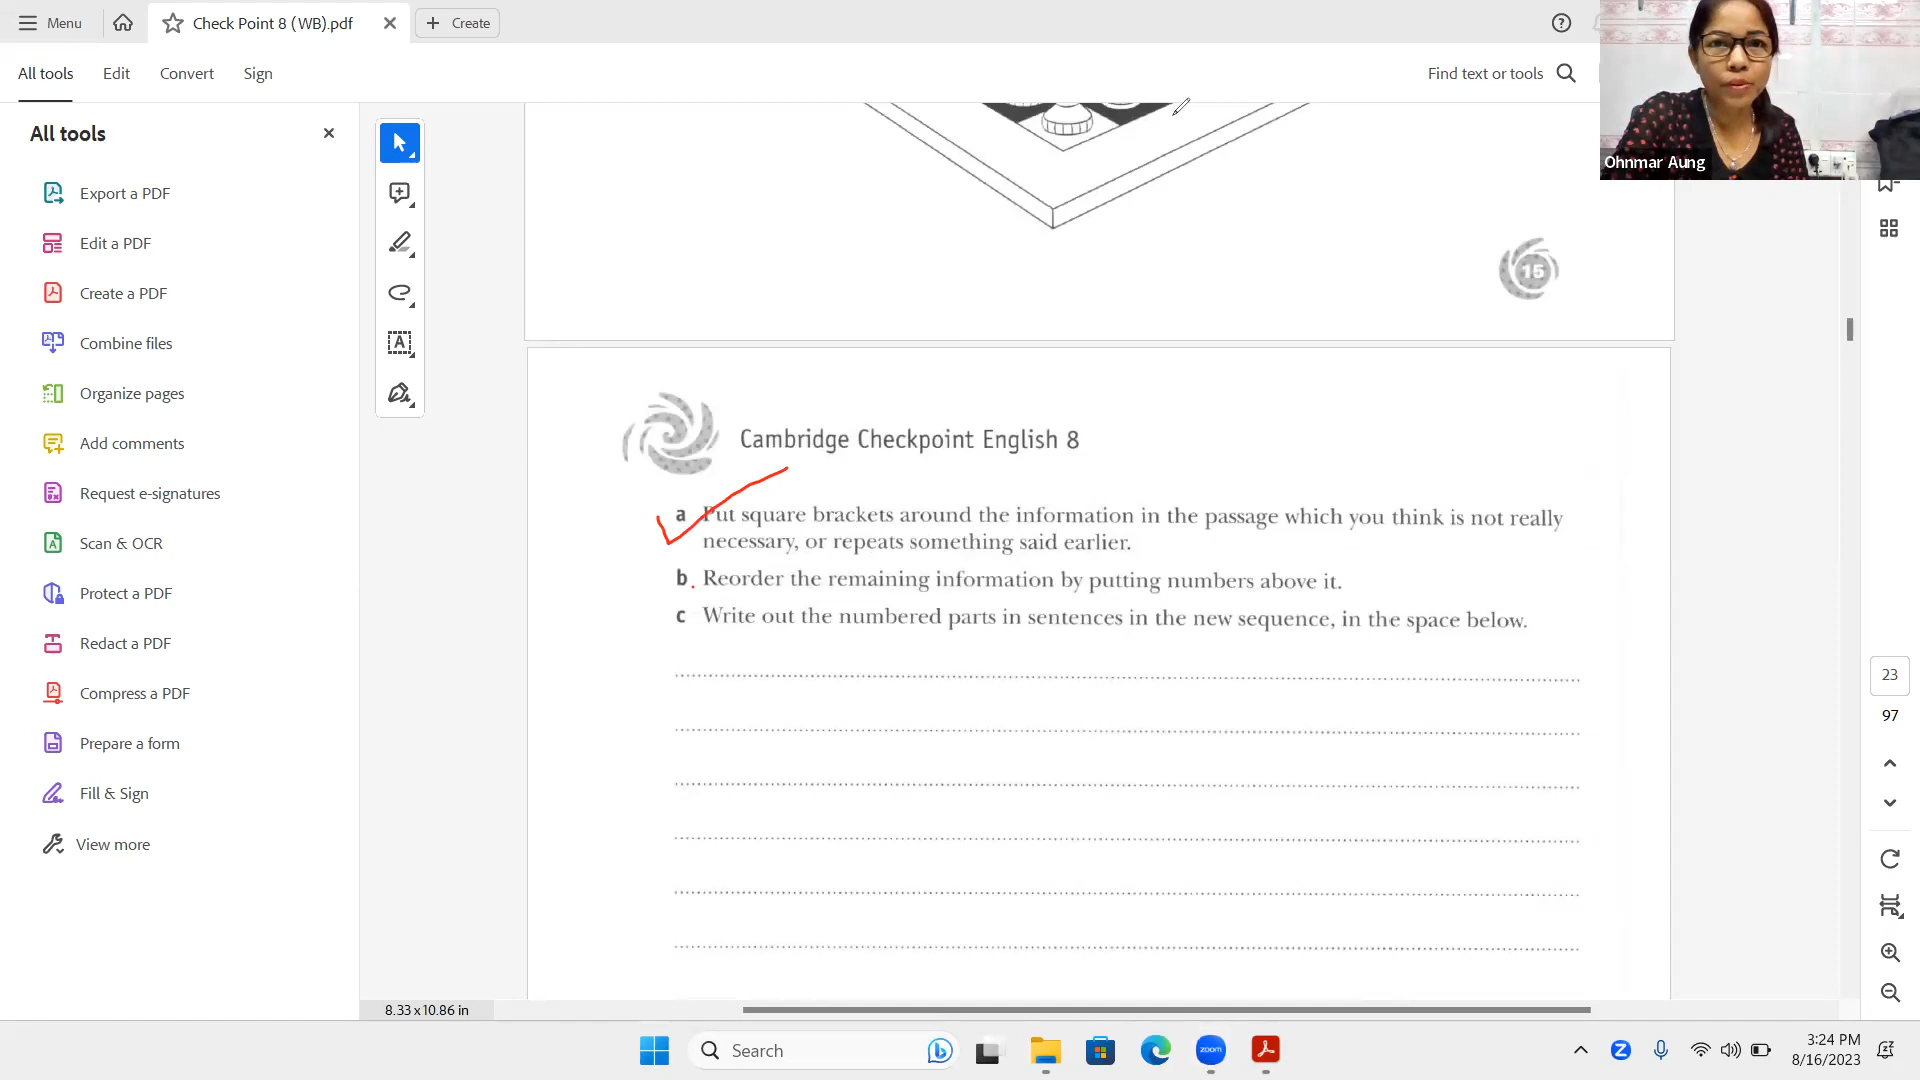 Menu
Check Point 8 (WB).pdf
Create
All tools
Edit
Convert
Sign
Find text or tools
Ohnmar Aung
All tools
Export a PDF
Edit a PDF
Create a PDF
Combine files
Organize pages
Add comments
Request e-signatures
Scan & OCR
Protect a PDF
Redact a PDF
Compress a PDF
Prepare a form
Fill & Sign
View more
15
Cambridge Checkpoint English 8
a Put square brackets around the information in the passage which you think is not really
necessary, or repeats something said earlier.
b. Reorder the remaining information by putting numbers above it.
c Write out the numbered parts in sentences in the new sequence, in the space below.
23
97
8.33 x 10.86 in
Search
zoom
3:24 PM
8/16/2023